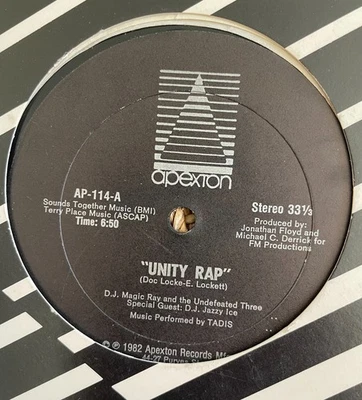 apexton
AP-114-A
Sounds Together Music (BMI)
Terry Place Music (ASCAP)
Time: 6:50
Stereo 33⅓
Produced by:
Jonathan Floyd and
Michael C. Derrick for
FM Productions
"UNITY RAP"
(Doc Locke-E. Lockett)
D.J. Magic Ray and the Undefeated Three
Special Guest: D.J. Jazzy Ice
Music Performed by TADIS
© 1982 Apexton Records